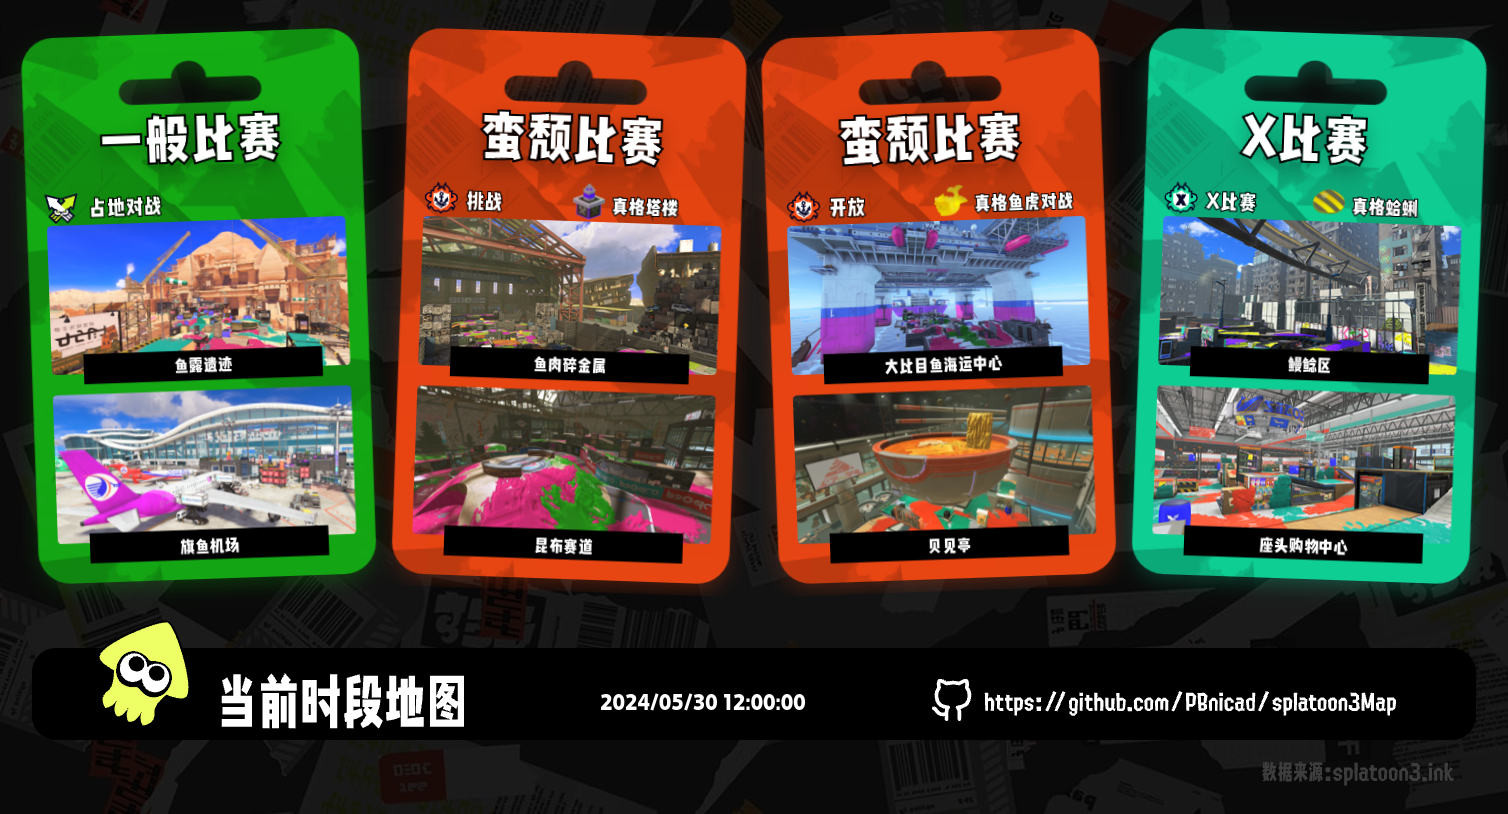 一般比赛
占地对战
鱼露遗迹
旗鱼机场
蛮颓比赛
挑战
真格塔楼
鱼肉碎金属
昆布赛道
蛮颓比赛
开放
真格鱼虎对战
大比目鱼海运中心
贝见亭
X比赛
X比赛
真格蛤蜊
鳗鲶区
座头购物中心
当前时段地图
2024/05/30 12:00:00
https://github.com/PBnicad/splatoon3Map
数据来源:splatoon3.ink